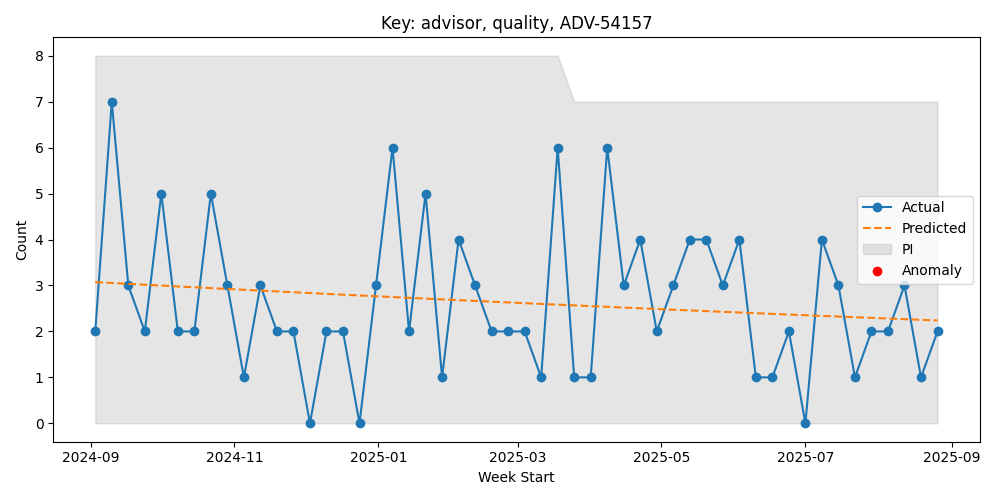 Key: advisor, quality, ADV-54157
8
7
6
5
4
3
2
1
0
Count
Actual
Predicted
PI
Anomaly
2024-09
2024-11
2025-01
2025-03
2025-05
2025-07
2025-09
Week Start